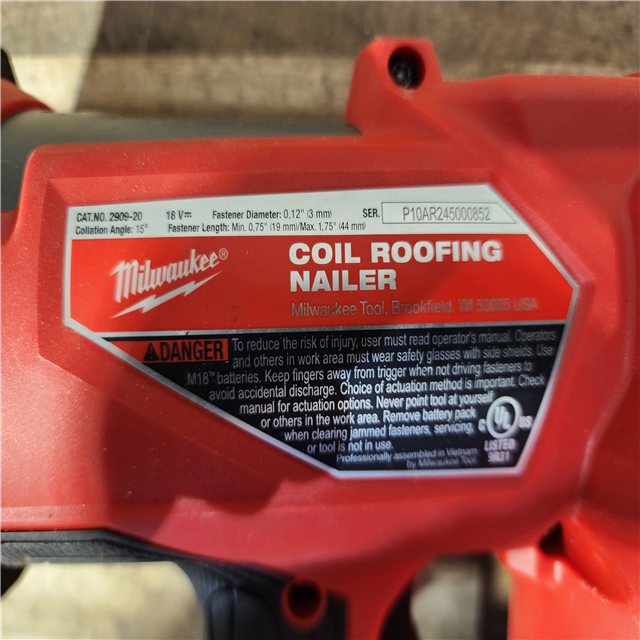 CAT.NO. 2909-20 18 V⎓ Fastener Diameter: 0.12" (3 mm) SER. P10AR245000852
Collation Angle: 15° Fastener Length: Min. 0.75" (19 mm)/Max. 1.75" (44 mm)
Milwaukee®
COIL ROOFING
NAILER
Milwaukee Tool, Brookfield, WI 53005 USA
DANGER To reduce the risk of injury, user must read operator's manual. Operators
and others in work area must wear safety glasses with side shields. Use
M18™ batteries. Keep fingers away from trigger when not driving fasteners to
avoid accidental discharge. Choice of actuation method is important. Check
manual for actuation options. Never point tool at yourself
or others in the work area. Remove battery pack
when clearing jammed fasteners, servicing,
or tool is not in use.
Professionally assembled in Vietnam
by Milwaukee Tool
C UL US
LISTED
9B31